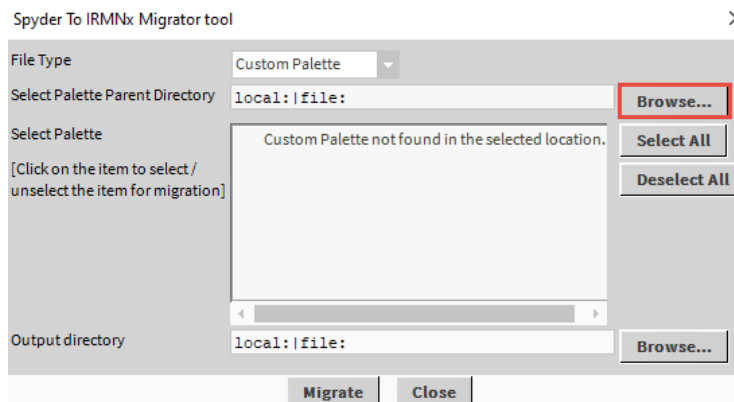 Spyder To IRMNx Migrator tool
File Type
Custom Palette
Select Palette Parent Directory
local:|file:
Browse...
Select Palette
Custom Palette not found in the selected location.
Select All
[Click on the item to select /
unselect the item for migration]
Deselect All
Output directory
local:|file:
Browse...
Migrate
Close